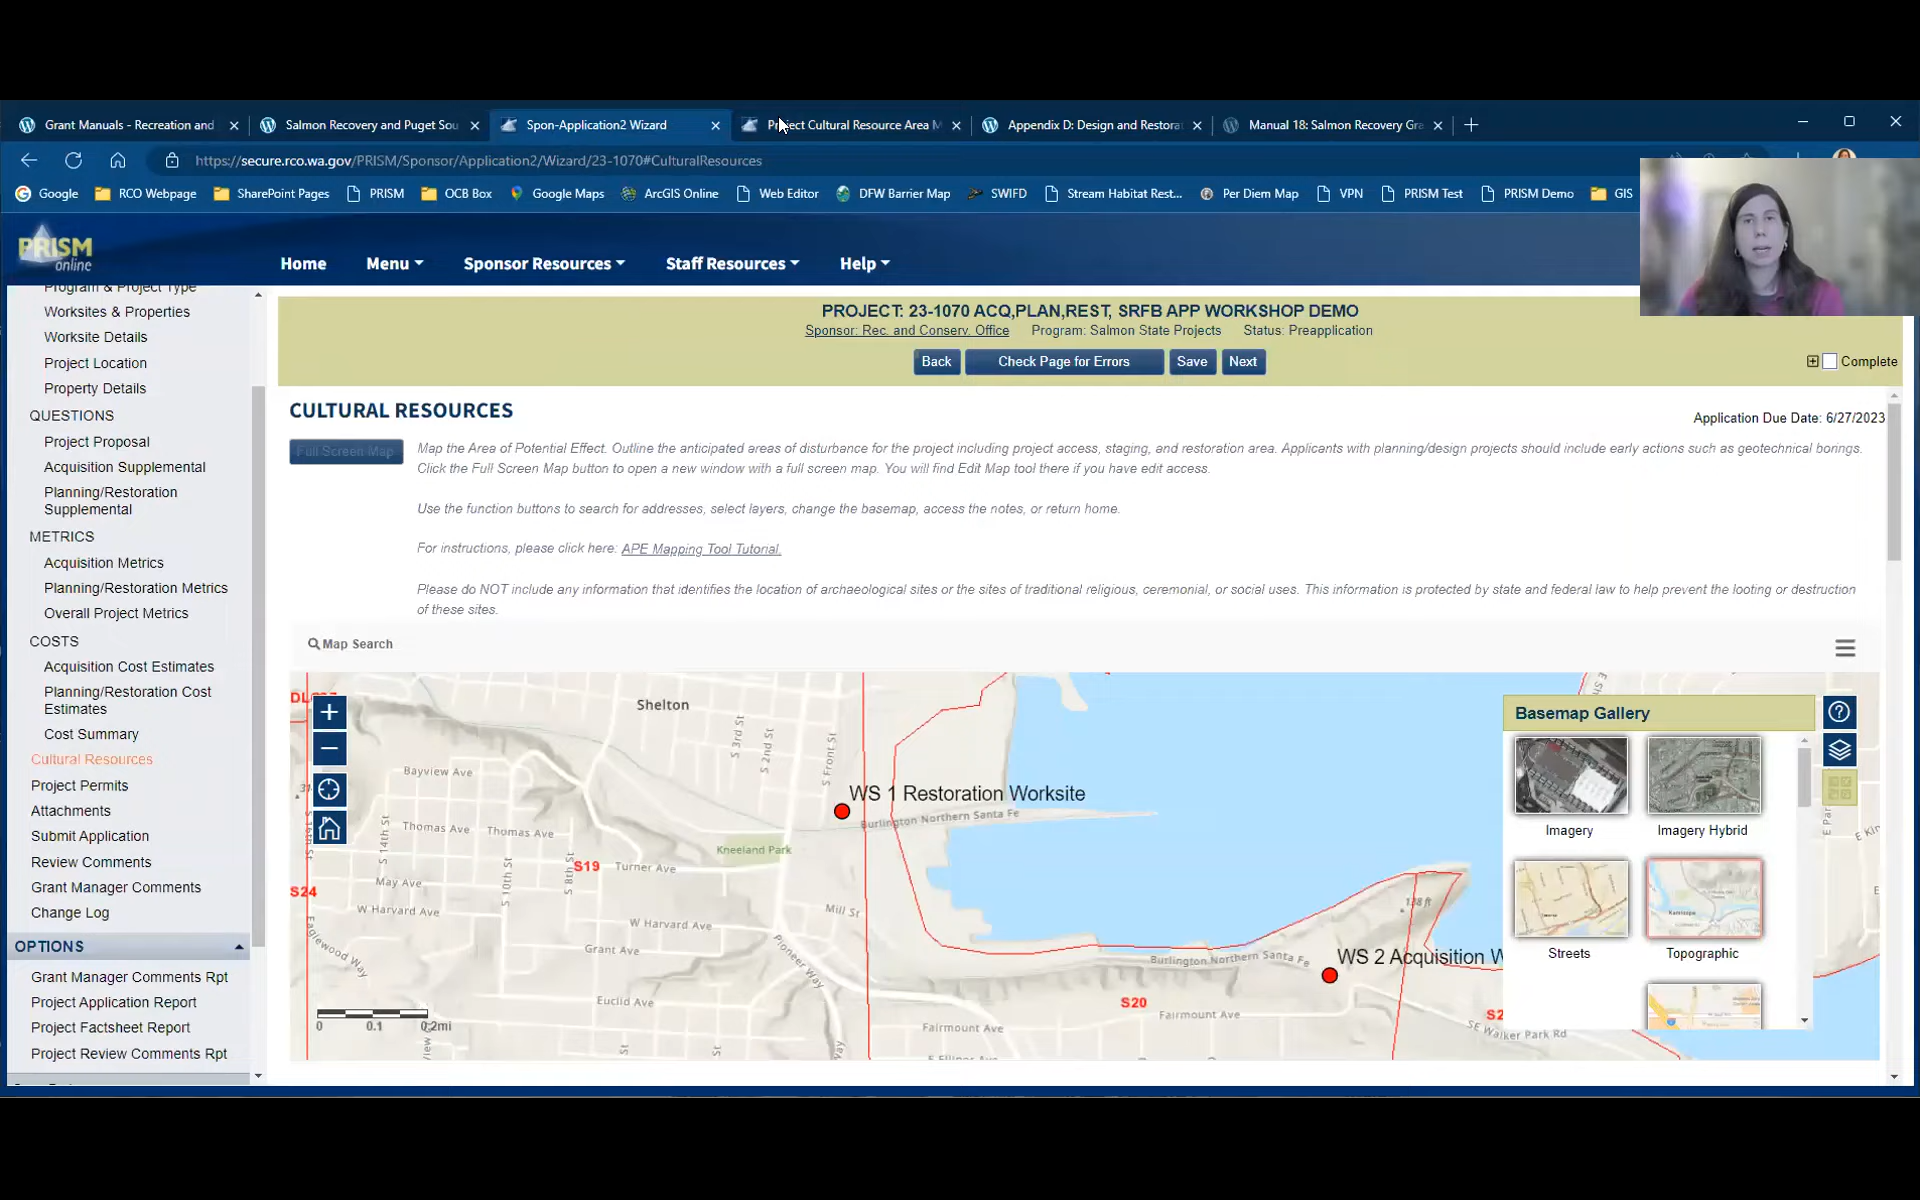 Grant Manuals - Recreation and
Salmon Recovery and Puget Sou
Spon-Application2 Wizard
Project Cultural Resource Area M
Appendix D: Design and Restora
Manual 18: Salmon Recovery Gra
https://secure.rco.wa.gov/PRISM/Sponsor/Application2/Wizard/23-1070#CulturalResources
Google
RCO Webpage
SharePoint Pages
PRISM
OCB Box
Google Maps
ArcGIS Online
Web Editor
DFW Barrier Map
SWIFD
Stream Habitat Rest...
Per Diem Map
VPN
PRISM Test
PRISM Demo
GIS
PRISM
online
Home
Menu
Sponsor Resources
Staff Resources
Help
Program & Project Type
Worksites & Properties
Worksite Details
Project Location
Property Details
QUESTIONS
Project Proposal
Acquisition Supplemental
Planning/Restoration
Supplemental
METRICS
Acquisition Metrics
Planning/Restoration Metrics
Overall Project Metrics
COSTS
Acquisition Cost Estimates
Planning/Restoration Cost
Estimates
Cost Summary
Cultural Resources
Project Permits
Attachments
Submit Application
Review Comments
Grant Manager Comments
Change Log
OPTIONS
Grant Manager Comments Rpt
Project Application Report
Project Factsheet Report
Project Review Comments Rpt
PROJECT: 23-1070 ACQ,PLAN,REST, SRFB APP WORKSHOP DEMO
Sponsor: Rec. and Conserv. Office Program: Salmon State Projects Status: Preapplication
Back
Check Page for Errors
Save
Next
Complete
CULTURAL RESOURCES
Application Due Date: 6/27/2023
Full Screen Map
Map the Area of Potential Effect. Outline the anticipated areas of disturbance for the project including project access, staging, and restoration area. Applicants with planning/design projects should include early actions such as geotechnical borings.
Click the Full Screen Map button to open a new window with a full screen map. You will find Edit Map tool there if you have edit access.
Use the function buttons to search for addresses, select layers, change the basemap, access the notes, or return home.
For instructions, please click here: APE Mapping Tool Tutorial.
Please do NOT include any information that identifies the location of archaeological sites or the sites of traditional religious, ceremonial, or social uses. This information is protected by state and federal law to help prevent the looting or destruction
of these sites.
Map Search
Shelton
S 3rd St
S 2nd St
S Front St
Bayview Ave
WS 1 Restoration Worksite
Burlington Northern Santa Fe
S 14th St
Thomas Ave
Thomas Ave
Kneeland Park
S 10th St
S 8th St
S19
Turner Ave
S24
May Ave
W Harvard Ave
Mill St
W Harvard Ave
Grant Ave
Pioneer Way
138 ft
Burlington Northern Santa Fe
WS 2 Acquisition W
Euclid Ave
S20
Fairmount Ave
Fairmount Ave
SE Walker Park Rd
0 0.1 0.2mi
Basemap Gallery
Imagery
Imagery Hybrid
Streets
Topographic